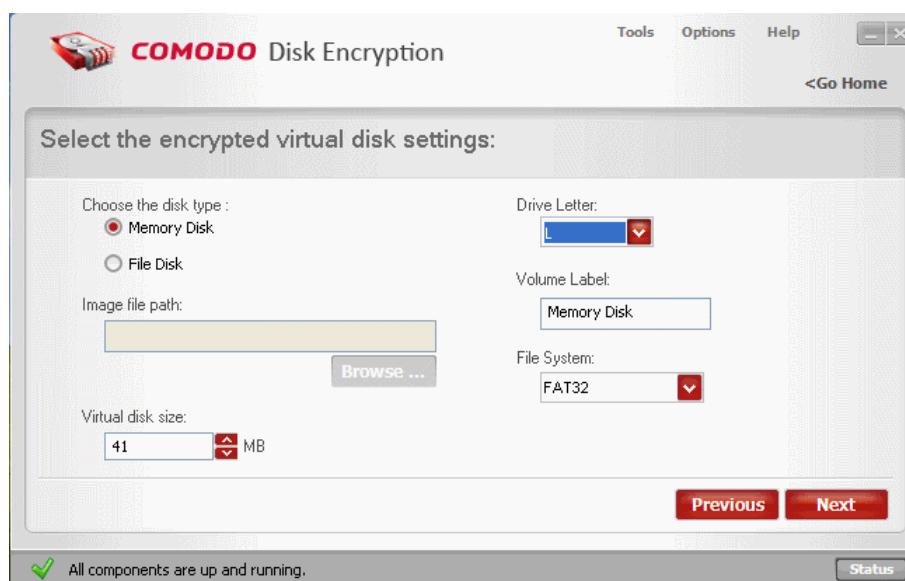 COMODO Disk Encryption
Tools Options Help
<Go Home
Select the encrypted virtual disk settings:
Choose the disk type :
Memory Disk
File Disk
Image file path:
Browse ...
Virtual disk size:
41 MB
Drive Letter:
L
Volume Label:
Memory Disk
File System:
FAT32
Previous Next
All components are up and running.
Status